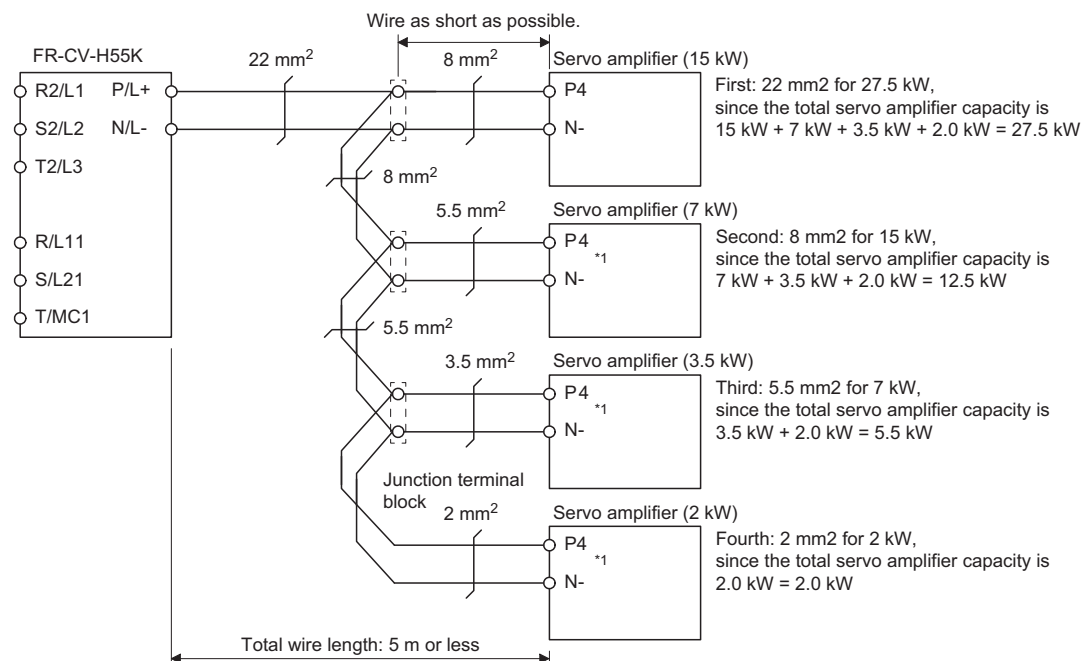 Wire as short as possible.
FR-CV-H55K
22 mm2
8 mm2
Servo amplifier (15 kW)
R2/L1
P/L+
S2/L2
N/L-
T2/L3
R/L11
S/L21
T/MC1
P4
N-
First: 22 mm2 for 27.5 kW,
since the total servo amplifier capacity is
15 kW + 7 kW + 3.5 kW + 2.0 kW = 27.5 kW
8 mm2
5.5 mm2
Servo amplifier (7 kW)
P4
*1
N-
Second: 8 mm2 for 15 kW,
since the total servo amplifier capacity is
7 kW + 3.5 kW + 2.0 kW = 12.5 kW
5.5 mm2
3.5 mm2
Servo amplifier (3.5 kW)
P4
*1
N-
Third: 5.5 mm2 for 7 kW,
since the total servo amplifier capacity is
3.5 kW + 2.0 kW = 5.5 kW
Junction terminal
block
2 mm2
Servo amplifier (2 kW)
P4
*1
N-
Fourth: 2 mm2 for 2 kW,
since the total servo amplifier capacity is
2.0 kW = 2.0 kW
Total wire length: 5 m or less